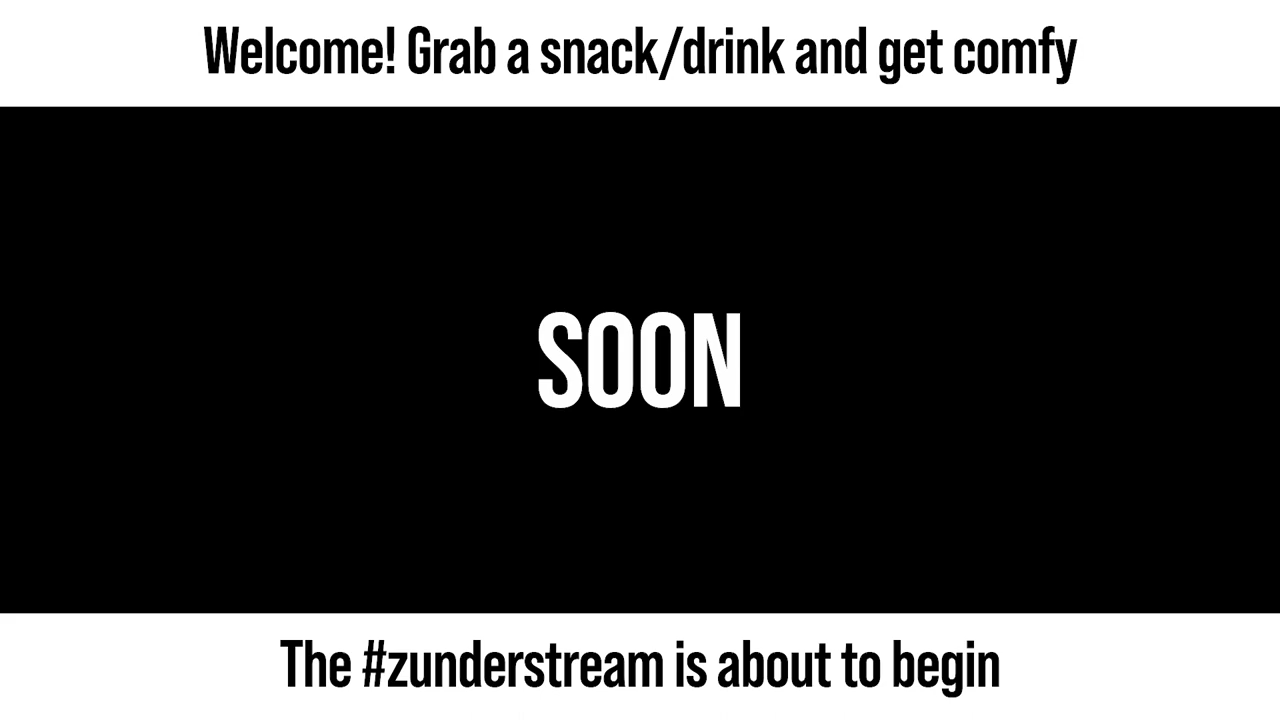 Welcome! Grab a snack/drink and get comfy
SOON
The #zunderstream is about to begin